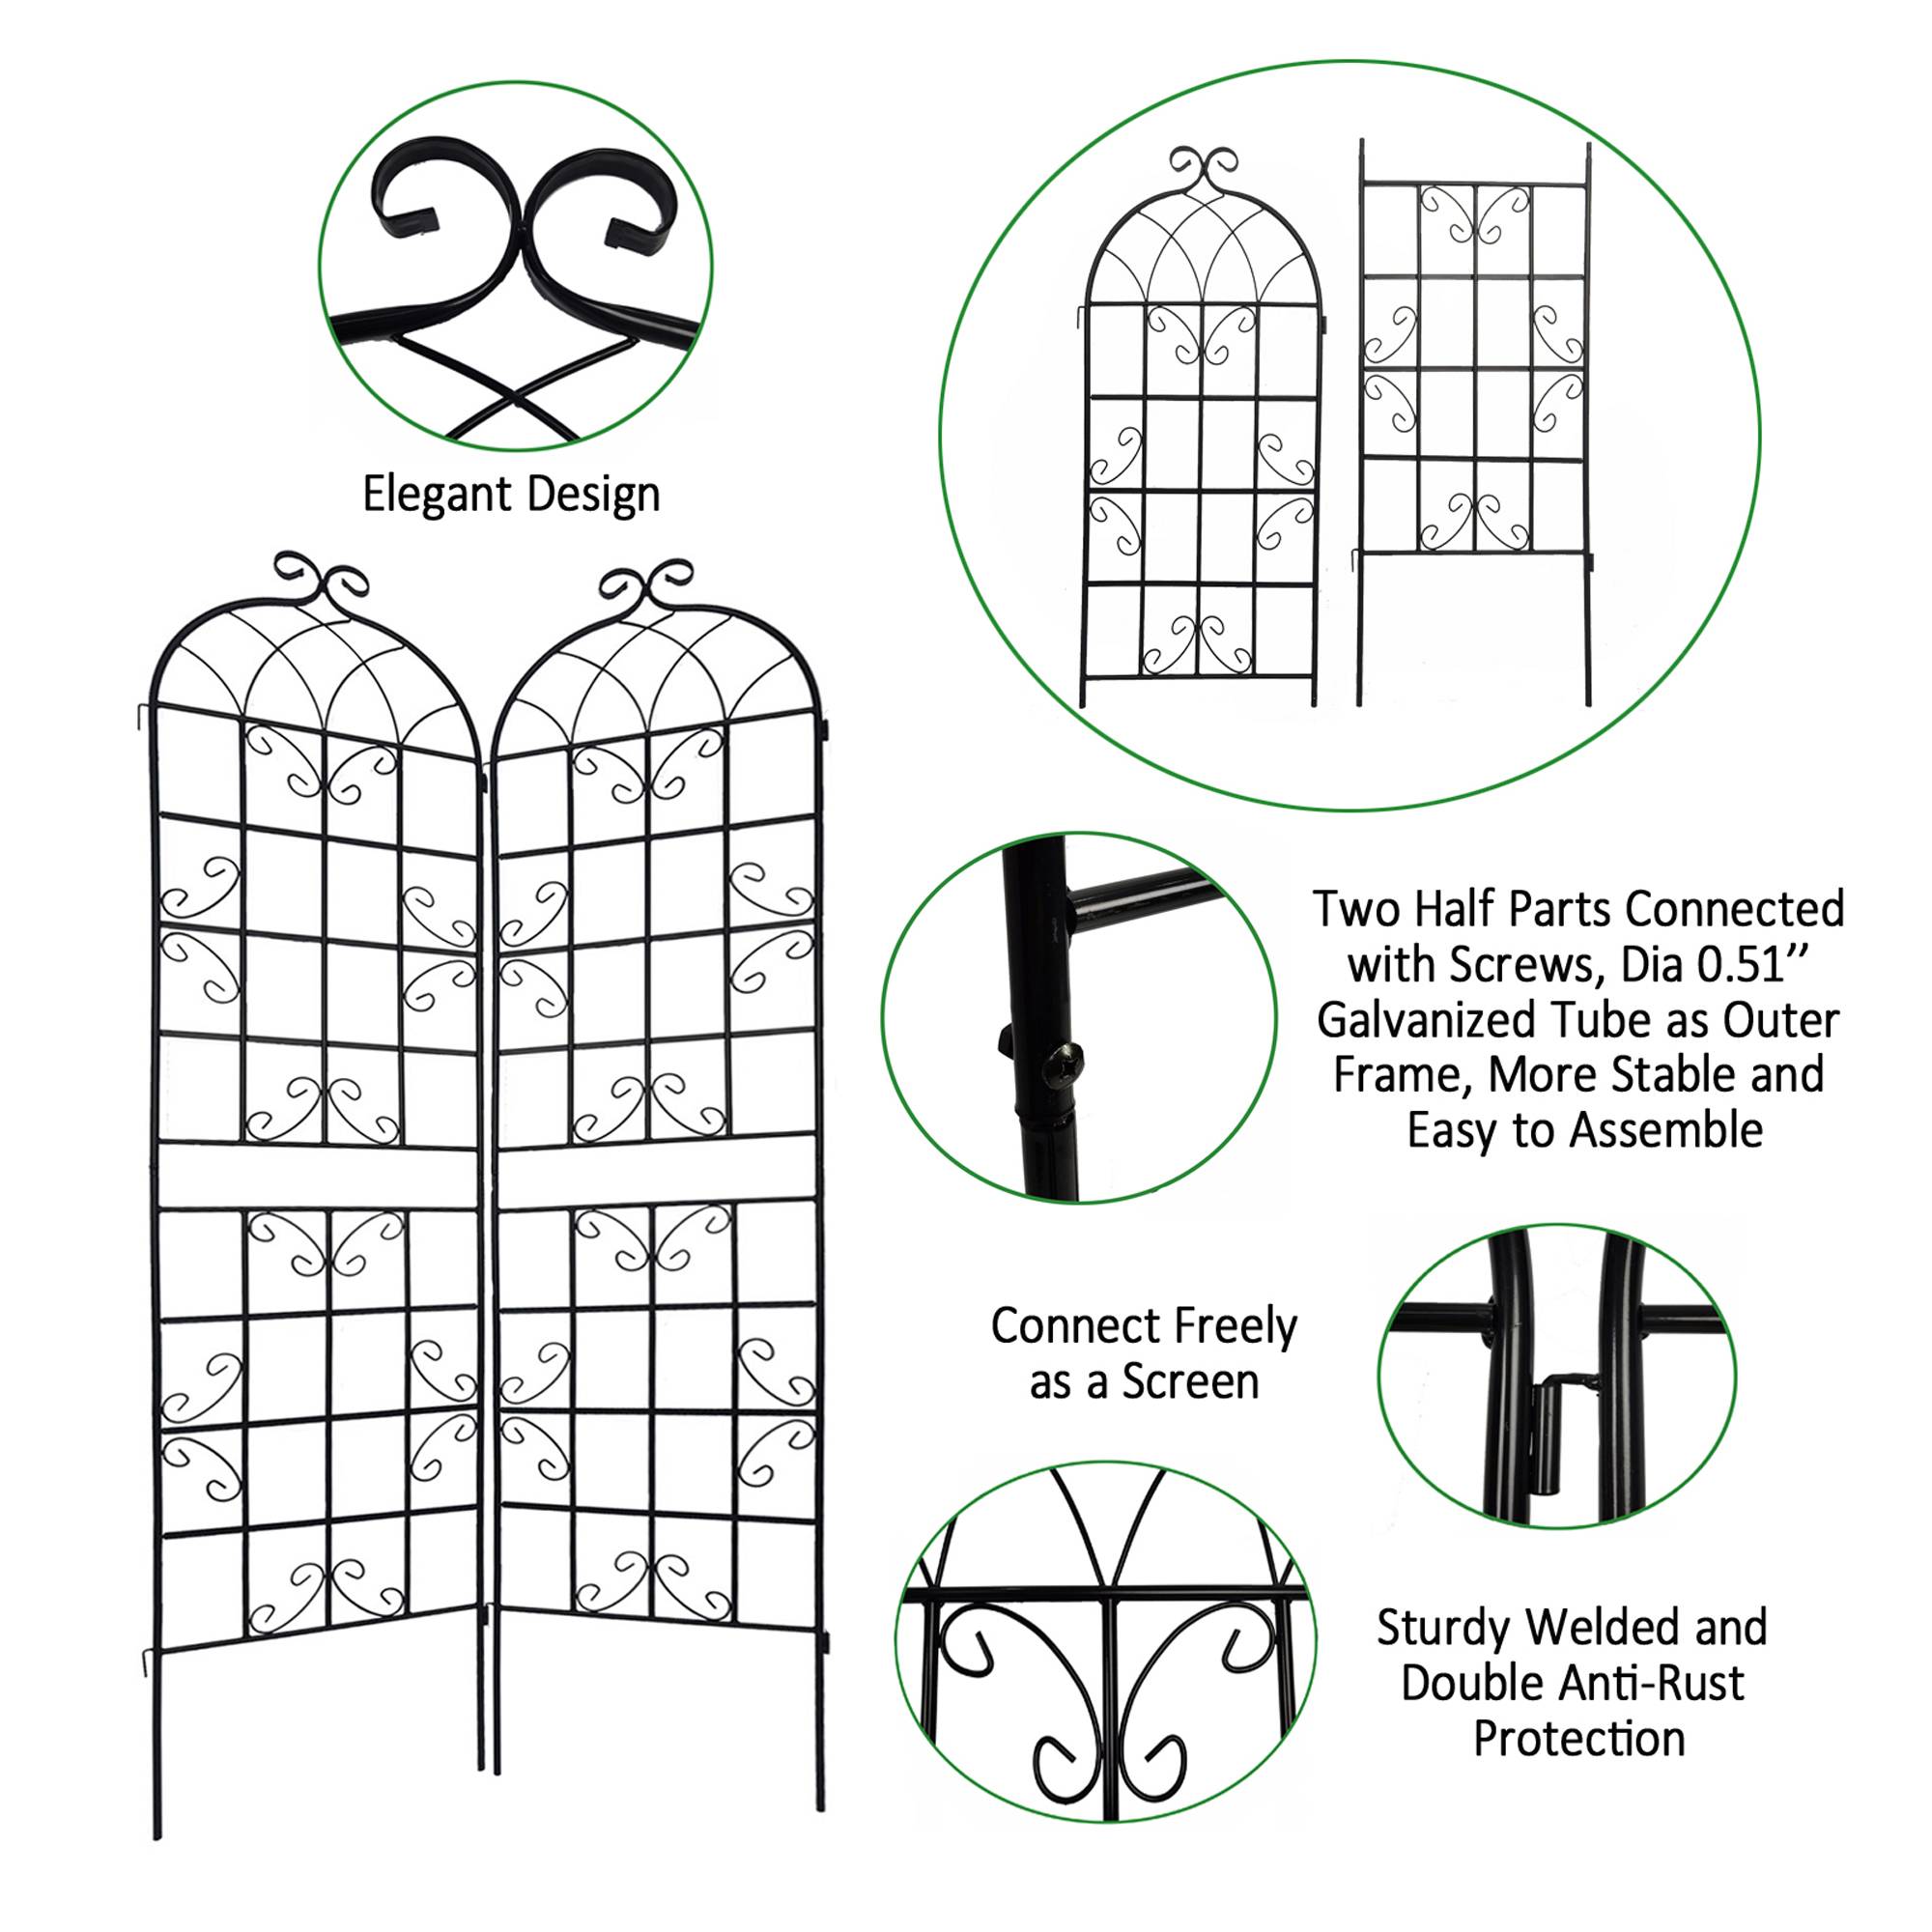 Elegant Design
Two Half Parts Connected
with Screws, Dia 0.51’’
Galvanized Tube as Outer
Frame, More Stable and
Easy to Assemble
Connect Freely
as a Screen
Sturdy Welded and
Double Anti-Rust
Protection